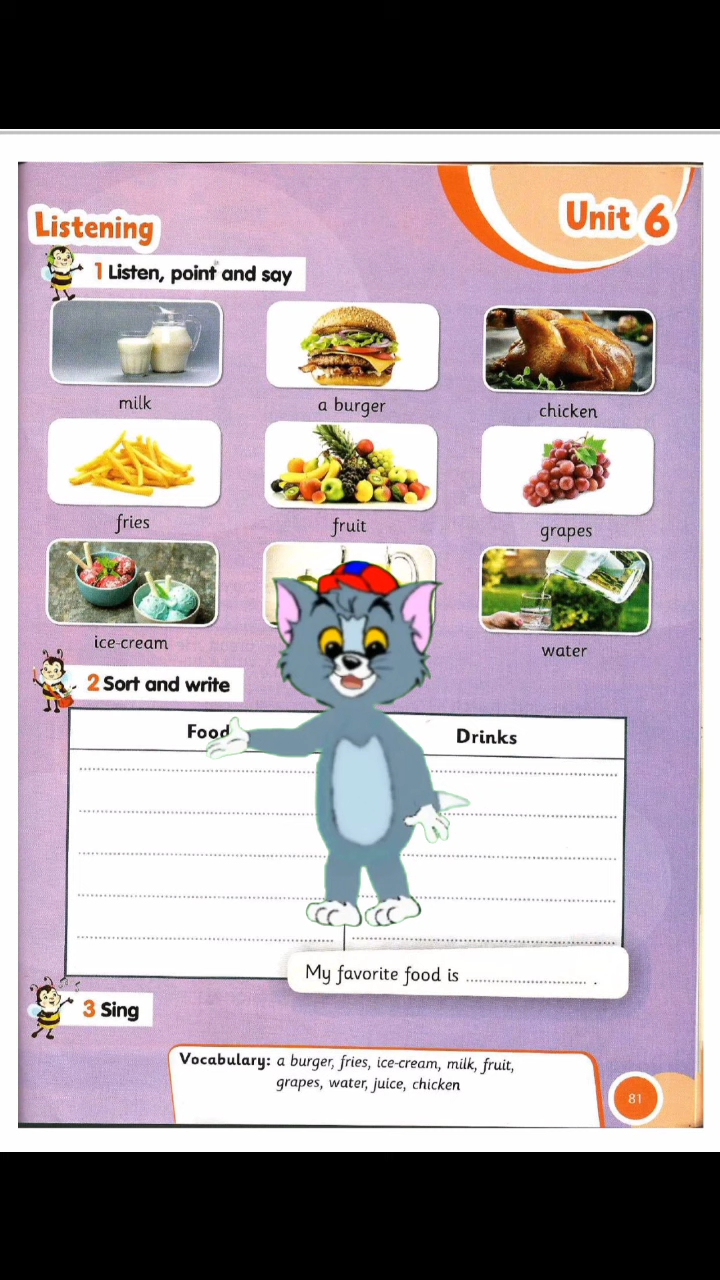 Listening
Unit 6
1 Listen, point and say
milk
a burger
chicken
fries
fruit
grapes
ice-cream
water
2 Sort and write
Food
Drinks
My favorite food is .......................... .
3 Sing
Vocabulary: a burger, fries, ice-cream, milk, fruit,
grapes, water, juice, chicken
81